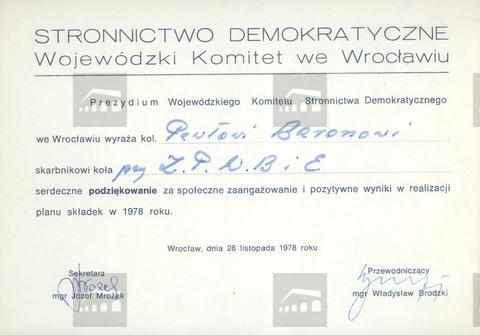 STRONNICTWO DEMOKRATYCZNE
Wojewódzki Komitet we Wrocławiu
Prezydium Wojewódzkiego Komitetu Stronnictwa Demokratycznego
we Wrocławiu wyraża kol. Pawłowi Baronowi
skarbnikowi koła przy Z.P.N.B i E
serdeczne podziękowanie za społeczne zaangażowanie i pozytywne wyniki w realizacji
planu składek w 1978 roku.
Wrocław, dnia 28 listopada 1978 roku
Sekretarz Przewodniczący
mgr Józef Mrożek mgr Władysław Brodzki